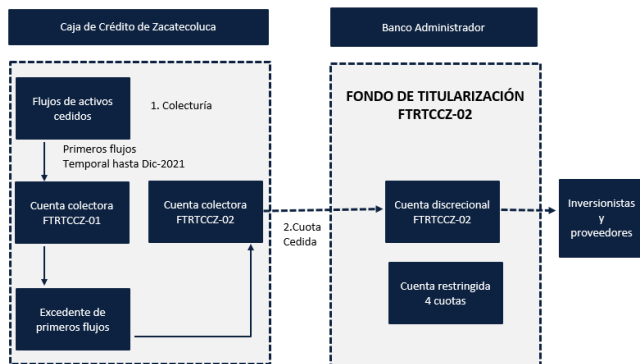 Caja de Crédito de Zacatecoluca
Banco Administrador
Flujos de activos
cedidos
1. Colecturía
Primeros flujos
Temporal hasta Dic-2021
Cuenta colectora
FTRTCCZ-01
Cuenta colectora
FTRTCCZ-02
Excedente de
primeros flujos
2.Cuota
Cedida
FONDO DE TITULARIZACIÓN
FTRTCCZ-02
Cuenta discrecional
FTRTCCZ-02
Cuenta restringida
4 cuotas
Inversionistas
y
proveedores